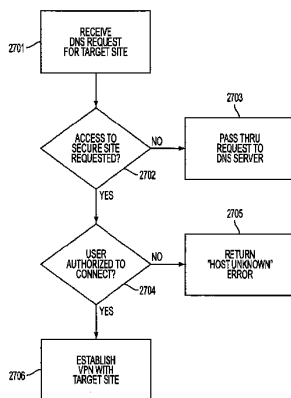 2701
RECEIVE
DNS REQUEST
FOR TARGET SITE
ACCESS TO
SECURE SITE
REQUESTED?
2702
NO
2703
PASS THRU
REQUEST TO
DNS SERVER
YES
USER
AUTHORIZED TO
CONNECT?
2704
NO
2705
RETURN
"HOST UNKNOWN"
ERROR
YES
2706
ESTABLISH
VPN WITH
TARGET SITE